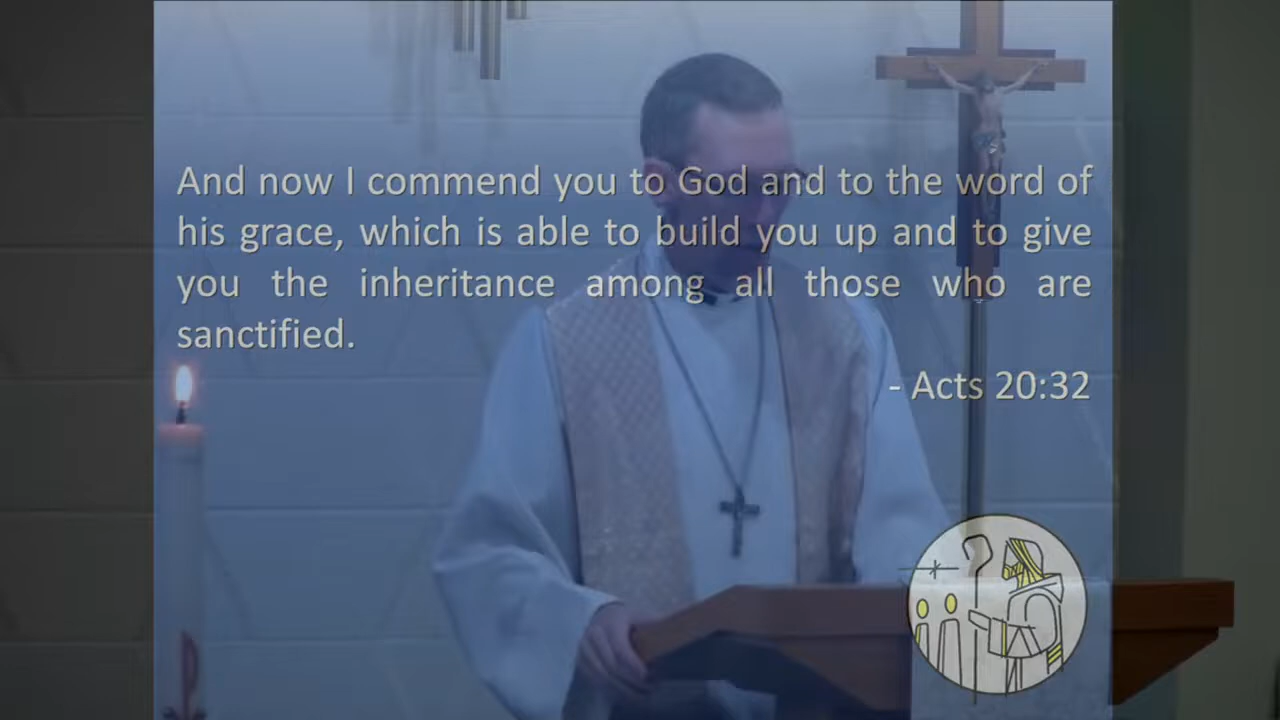 And now I commend you to God and to the word of
his grace, which is able to build you up and to give
you the inheritance among all those who are
sanctified.
- Acts 20:32